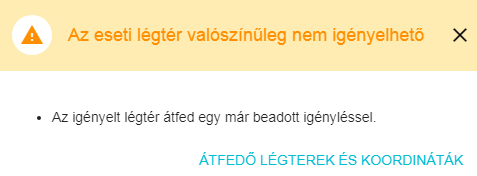 Az eseti légtér valószínűleg nem igényelhető
Az igényelt légtér átfed egy már beadott igényléssel.
ÁTFEDŐ LÉGTEREK ÉS KOORDINÁTÁK